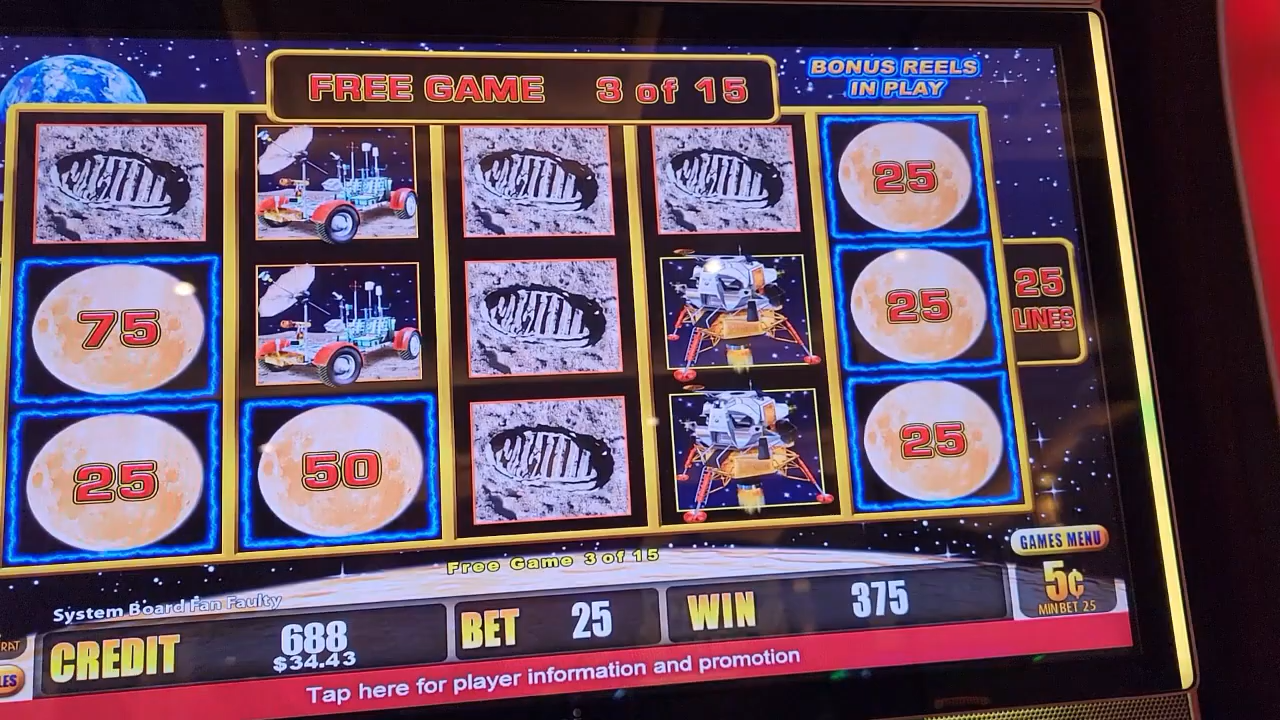 FREE GAME 3 of 15
BONUS REELS
IN PLAY
25
75
25
25
LINES
25
50
25
Free Game 3 of 15
GAMES MENU
System Board Fan Faulty
CREDIT 688
$34.43
BET 25
WIN 375
5¢
MIN BET 25
Tap here for player information and promotion